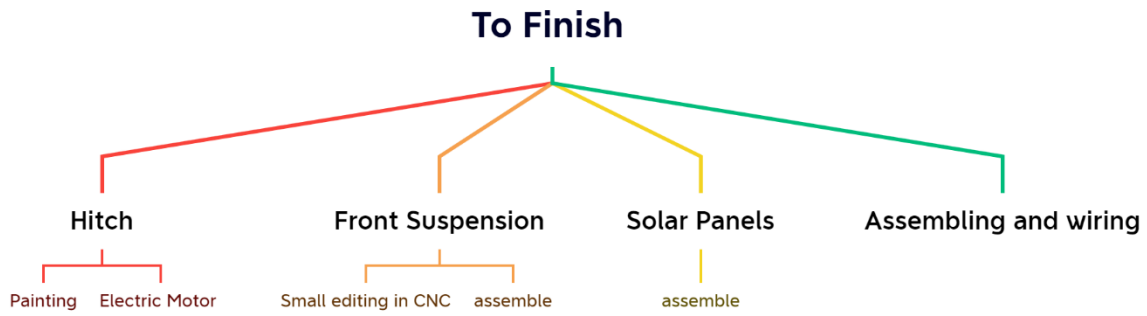 To Finish
Hitch
Front Suspension
Solar Panels
Assembling and wiring
Painting
Electric Motor
Small editing in CNC
assemble
assemble